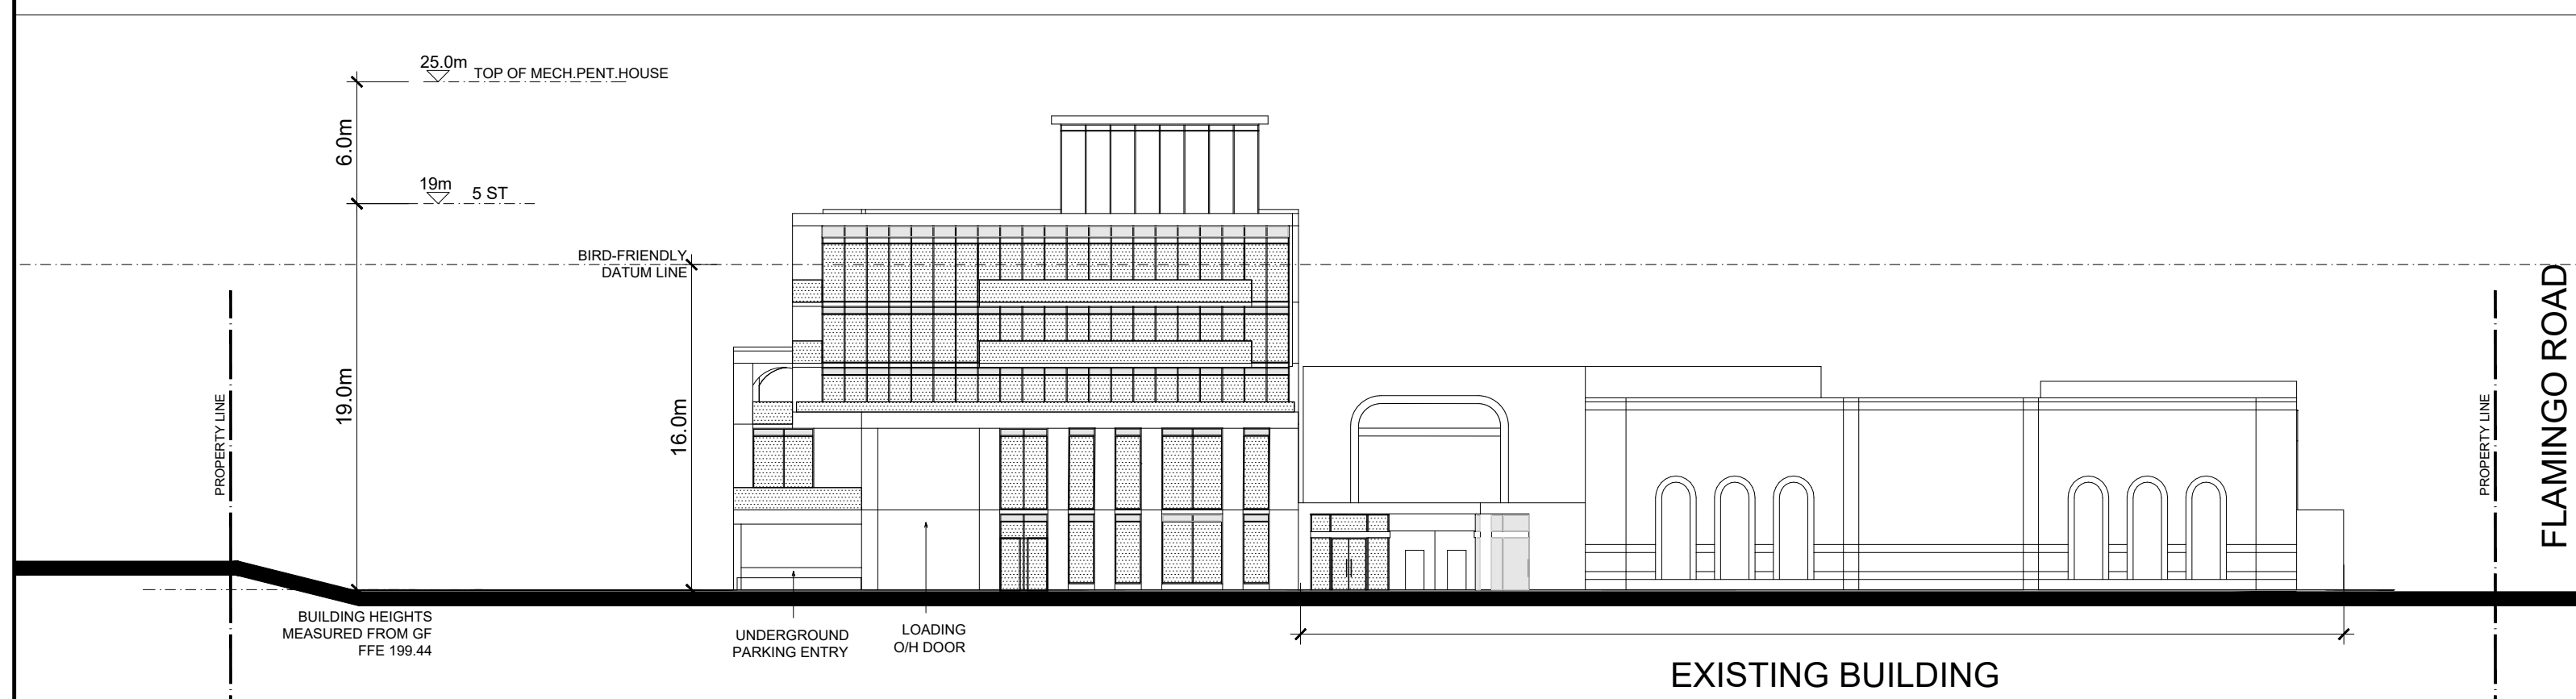 25.0m
TOP OF MECH.PENT.HOUSE
6.0m
19m
5 ST
BIRD-FRIENDLY
DATUM LINE
19.0m
16.0m
PROPERTY LINE
PROPERTY LINE
FLAMINGO ROAD
BUILDING HEIGHTS
MEASURED FROM GF
FFE 199.44
UNDERGROUND
PARKING ENTRY
LOADING
O/H DOOR
EXISTING BUILDING